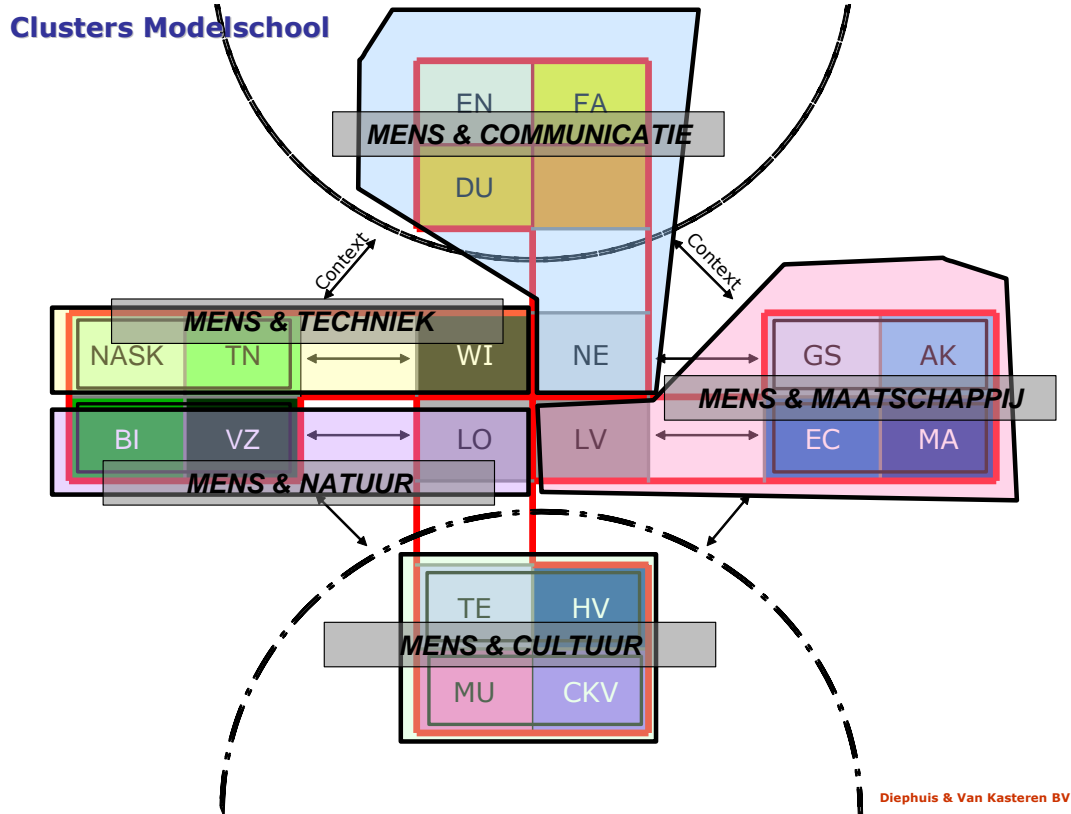 Clusters Modelschool
EN FA
MENS & COMMUNICATIE
DU
Context Context
MENS & TECHNIEK
NASK TN WI NE GS AK
MENS & MAATSCHAPPIJ
BI VZ LO LV EC MA
MENS & NATUUR
TE HV
MENS & CULTUUR
MU CKV
Diephuis & Van Kasteren BV